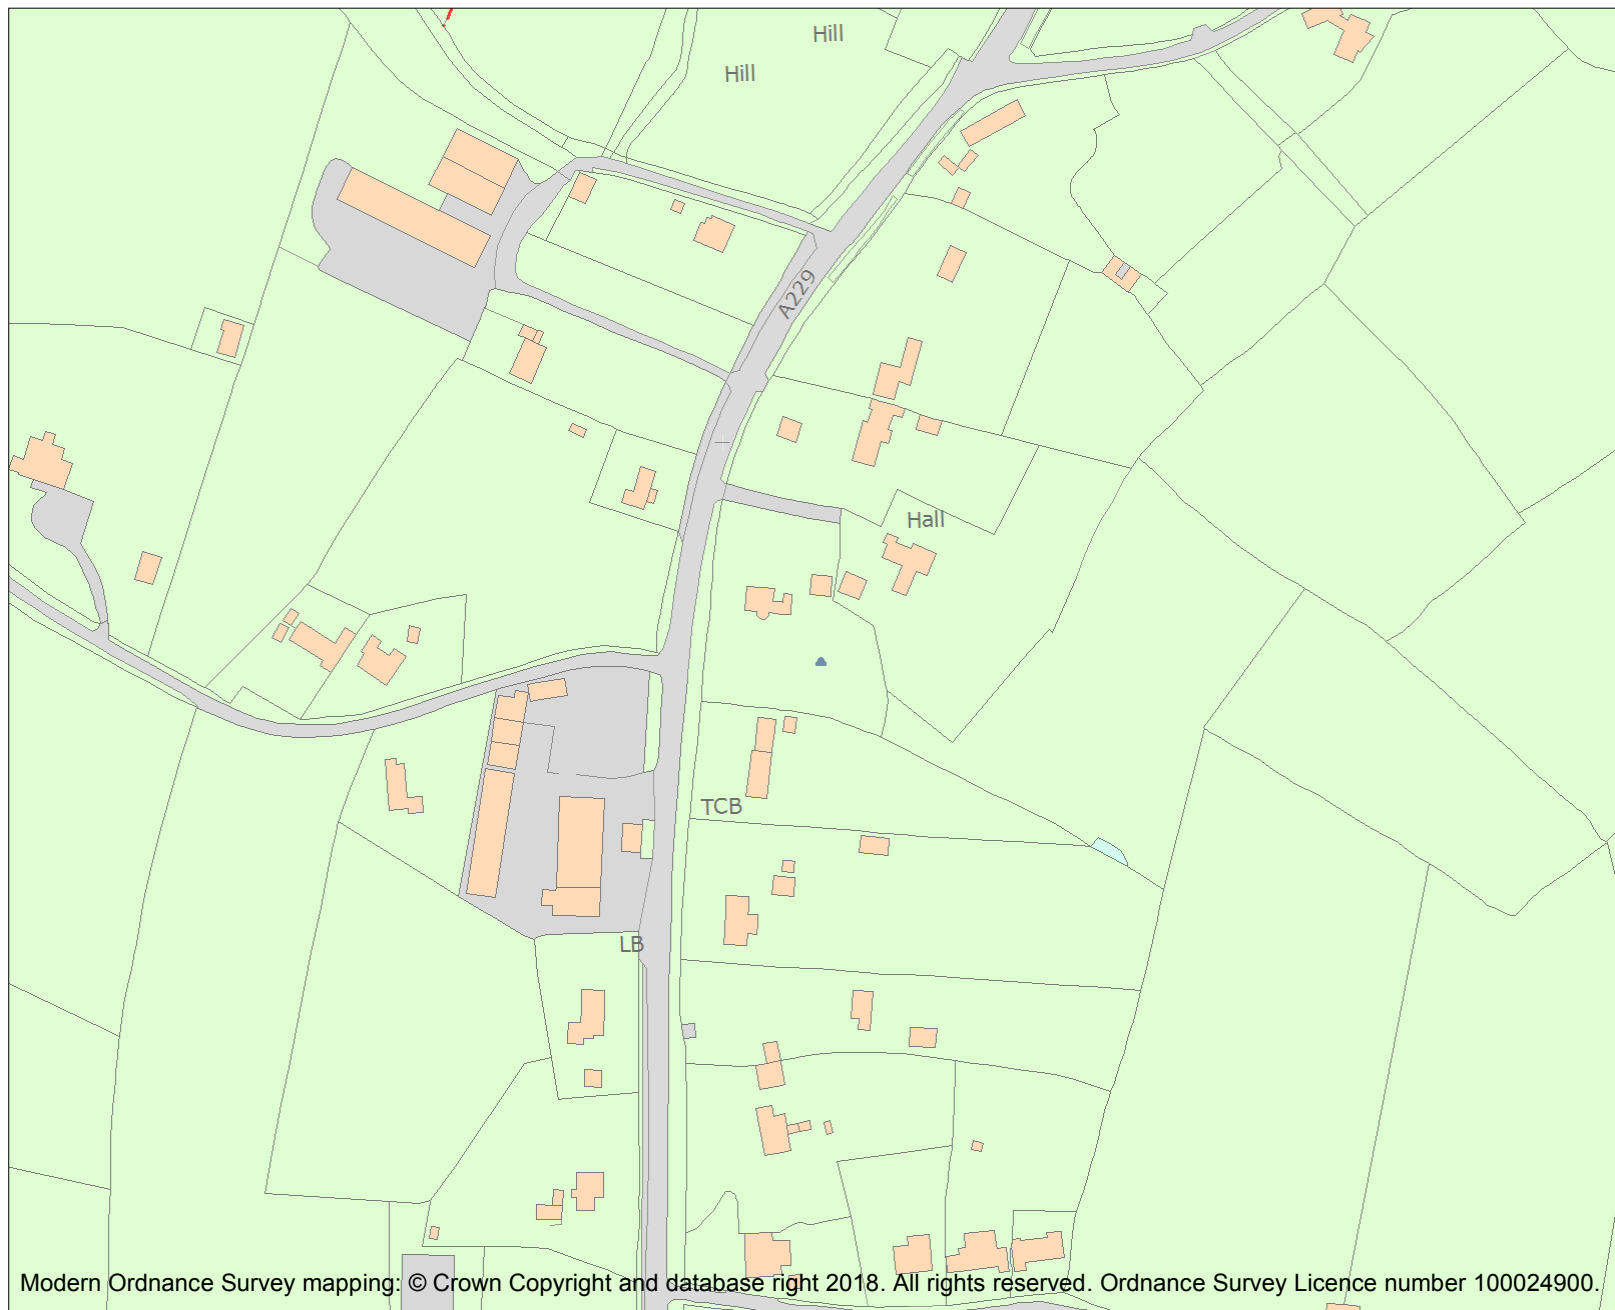 Hill
Hill
A229
Hall
TCB
LB
Modern Ordnance Survey mapping: © Crown Copyright and database right 2018. All rights reserved. Ordnance Survey Licence number 100024900.